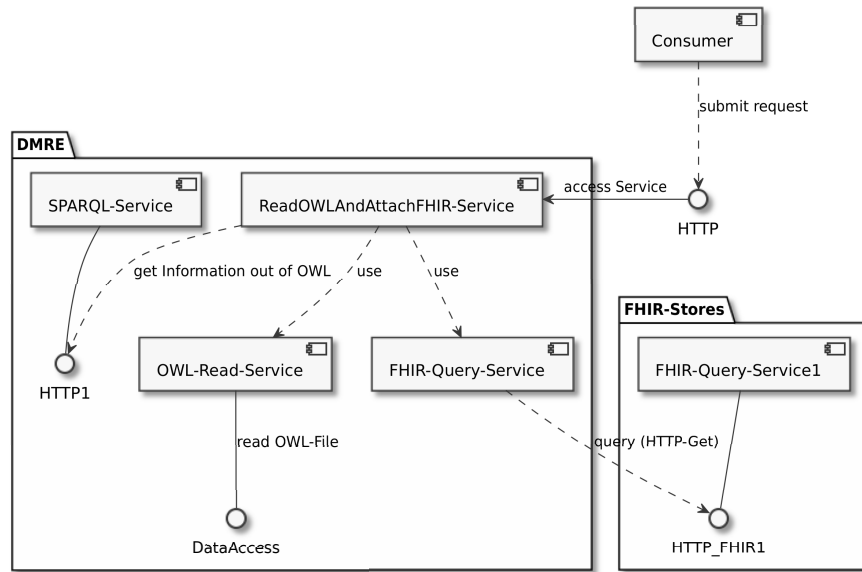 Consumer
submit request
DMRE
SPARQL-Service
ReadOWLAndAttachFHIR-Service
access Service
HTTP
get Information out of OWL
use
use
FHIR-Stores
HTTP1
OWL-Read-Service
FHIR-Query-Service
FHIR-Query-Service1
read OWL-File
query (HTTP-Get)
DataAccess
HTTP_FHIR1